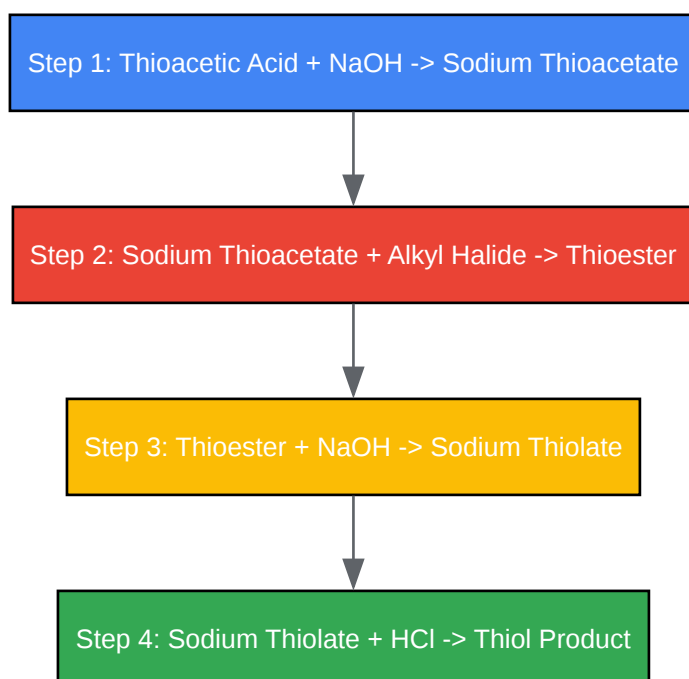 Step 1: Thioacetic Acid + NaOH -> Sodium Thioacetate
Step 2: Sodium Thioacetate + Alkyl Halide -> Thioester
Step 3: Thioester + NaOH -> Sodium Thiolate
Step 4: Sodium Thiolate + HCl -> Thiol Product